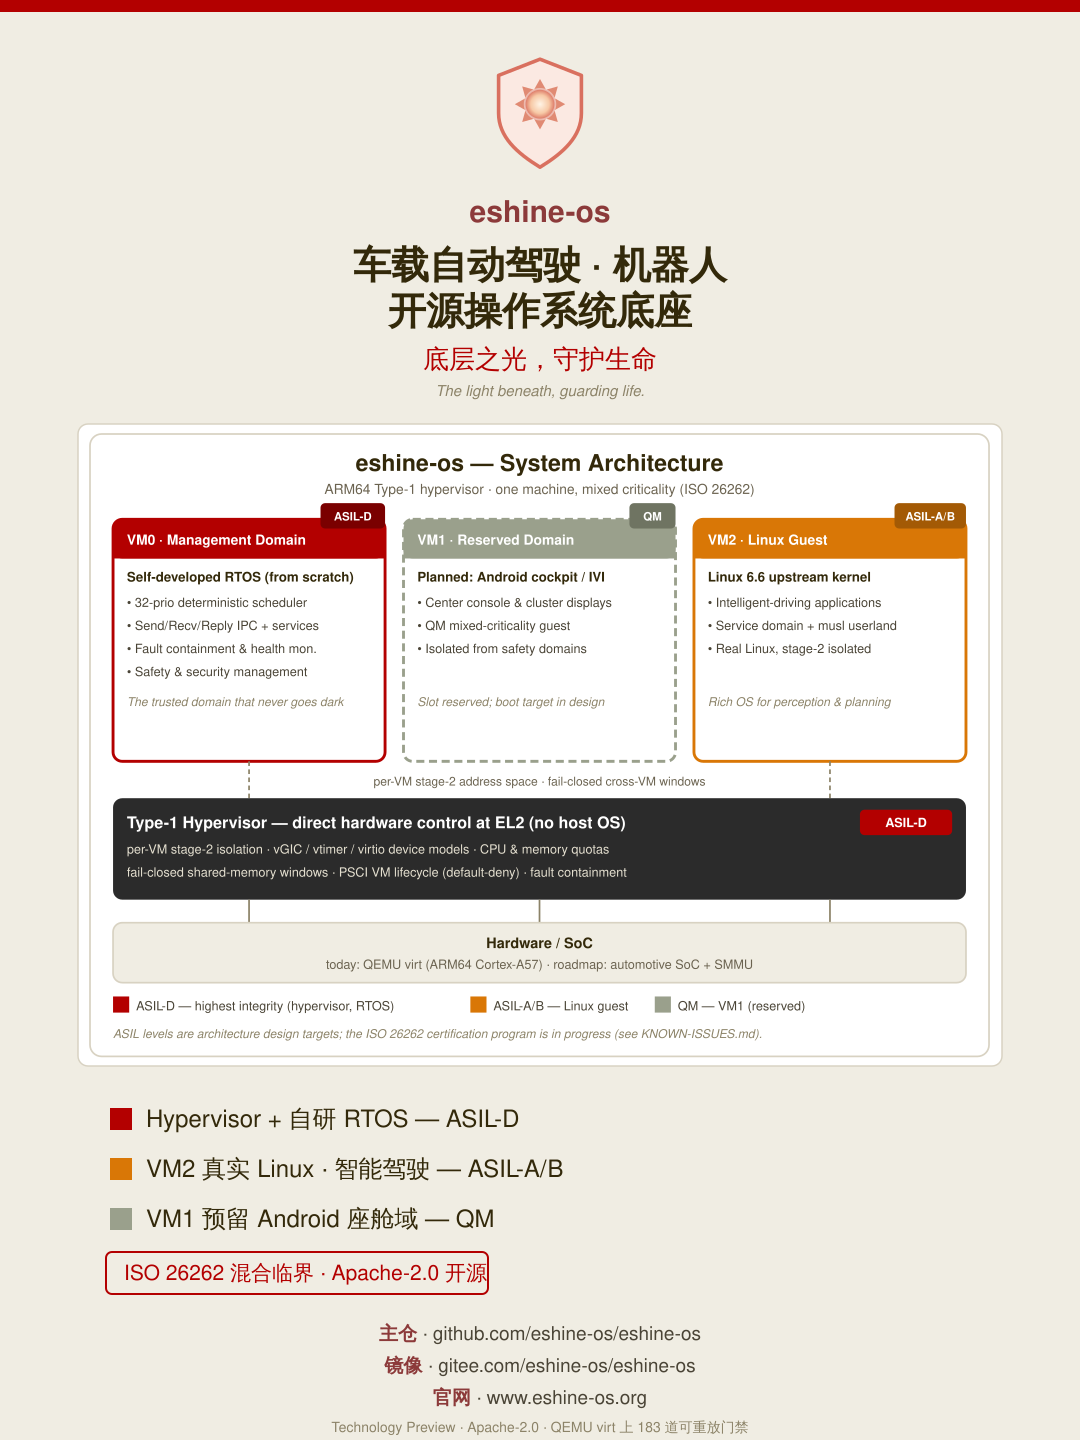 eshine-os
车载自动驾驶 · 机器人
开源操作系统底座
底层之光，守护生命
The light beneath, guarding life.
eshine-os — System Architecture
ARM64 Type-1 hypervisor · one machine, mixed criticality (ISO 26262)
ASIL-D
VM0 · Management Domain
Self-developed RTOS (from scratch)
• 32-prio deterministic scheduler
• Send/Recv/Reply IPC + services
• Fault containment & health mon.
• Safety & security management
The trusted domain that never goes dark
QM
VM1 · Reserved Domain
Planned: Android cockpit / IVI
• Center console & cluster displays
• QM mixed-criticality guest
• Isolated from safety domains
Slot reserved; boot target in design
ASIL-A/B
VM2 · Linux Guest
Linux 6.6 upstream kernel
• Intelligent-driving applications
• Service domain + musl userland
• Real Linux, stage-2 isolated
Rich OS for perception & planning
per-VM stage-2 address space · fail-closed cross-VM windows
Type-1 Hypervisor — direct hardware control at EL2 (no host OS)
ASIL-D
per-VM stage-2 isolation · vGIC / vtimer / virtio device models · CPU & memory quotas
fail-closed shared-memory windows · PSCI VM lifecycle (default-deny) · fault containment
Hardware / SoC
today: QEMU virt (ARM64 Cortex-A57) · roadmap: automotive SoC + SMMU
ASIL-D — highest integrity (hypervisor, RTOS)
ASIL-A/B — Linux guest
QM — VM1 (reserved)
ASIL levels are architecture design targets; the ISO 26262 certification program is in progress (see KNOWN-ISSUES.md).
Hypervisor + 自研 RTOS — ASIL-D
VM2 真实 Linux · 智能驾驶 — ASIL-A/B
VM1 预留 Android 座舱域 — QM
ISO 26262 混合临界 · Apache-2.0 开源
主仓 · github.com/eshine-os/eshine-os
镜像 · gitee.com/eshine-os/eshine-os
官网 · www.eshine-os.org
Technology Preview · Apache-2.0 · QEMU virt 上 183 道可重放门禁